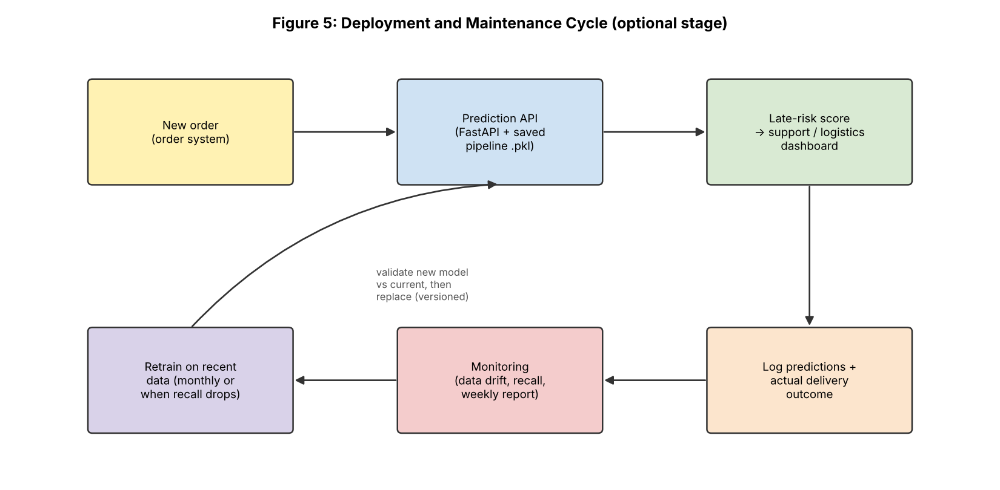 Figure 5: Deployment and Maintenance Cycle (optional stage)
New order
(order system)
Prediction API
(FastAPI + saved
pipeline .pkl)
Late-risk score
→ support / logistics
dashboard
validate new model
vs current, then
replace (versioned)
Retrain on recent
data (monthly or
when recall drops)
Monitoring
(data drift, recall,
weekly report)
Log predictions +
actual delivery
outcome